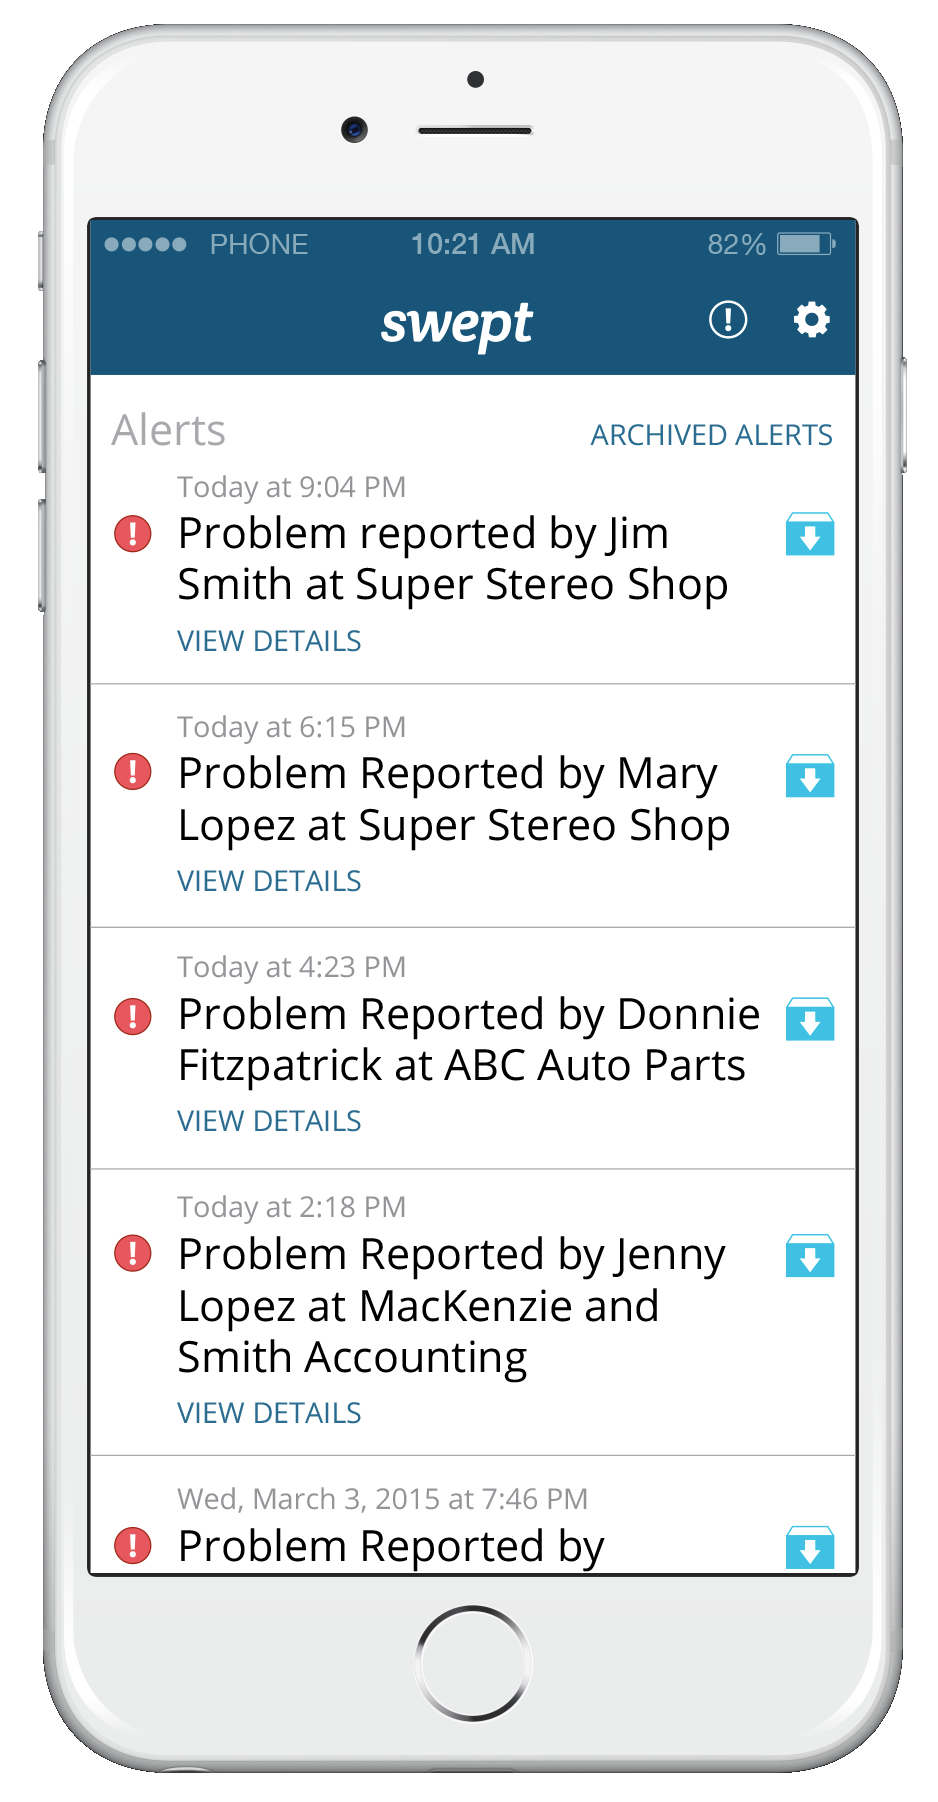 PHONE 10:21 AM 82%
swept
Alerts ARCHIVED ALERTS
Today at 9:04 PM
Problem reported by Jim
Smith at Super Stereo Shop
VIEW DETAILS
Today at 6:15 PM
Problem Reported by Mary
Lopez at Super Stereo Shop
VIEW DETAILS
Today at 4:23 PM
Problem Reported by Donnie
Fitzpatrick at ABC Auto Parts
VIEW DETAILS
Today at 2:18 PM
Problem Reported by Jenny
Lopez at MacKenzie and
Smith Accounting
VIEW DETAILS
Wed, March 3, 2015 at 7:46 PM
Problem Reported by